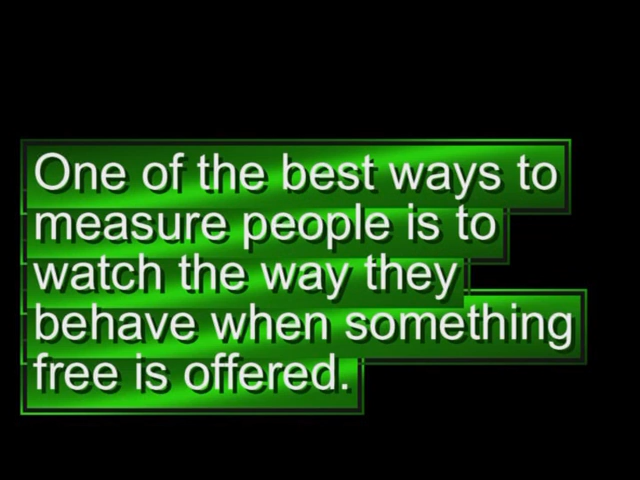 One of the best ways to
measure people is to
watch the way they
behave when something
free is offered.